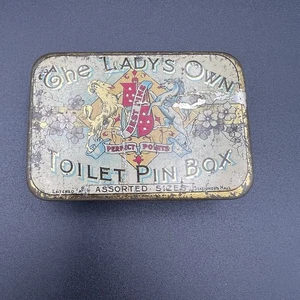 The Lady's Own
PERFECT POINTS
TOILET PIN BOX
ASSORTED SIZES